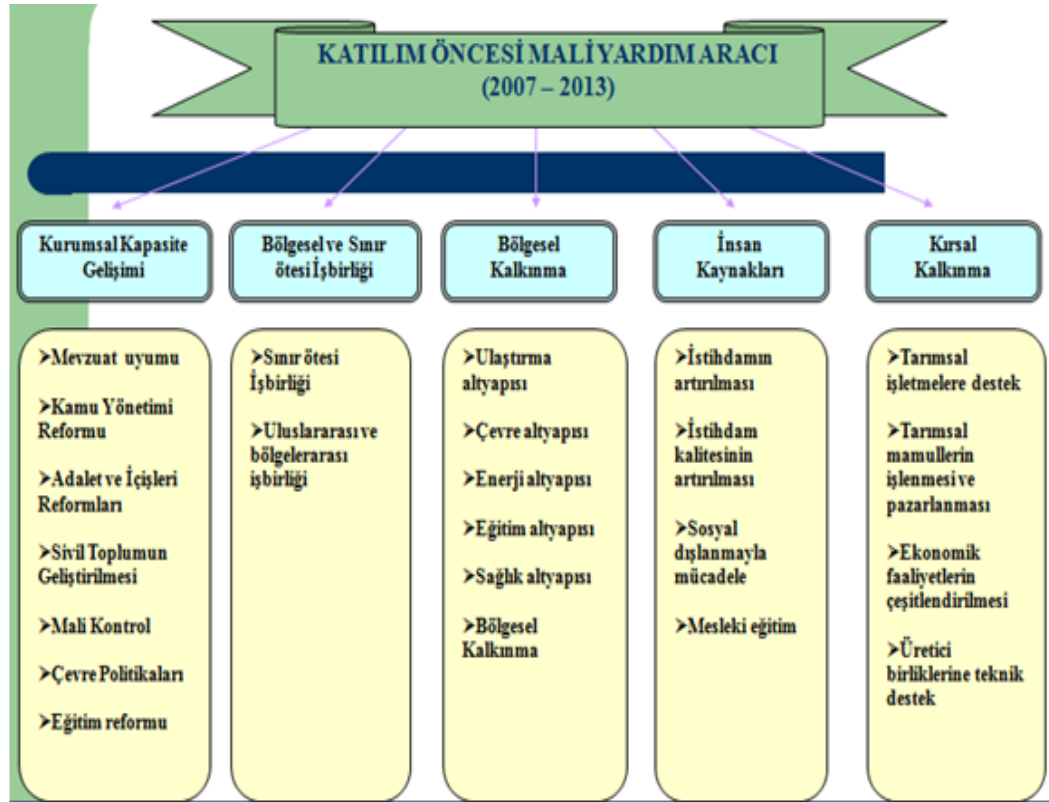 KATILIM ÖNCESİ MALİ YARDIM ARACI
(2007 – 2013)
Kurumsal Kapasite
Gelişimi
Bölgesel ve Sınır
ötesi İşbirliği
Bölgesel
Kalkınma
İnsan
Kaynakları
Kırsal
Kalkınma
➢Mevzuat uyumu
➢Kamu Yönetimi
Reformu
➢Adalet ve İçişleri
Reformları
➢Sivil Toplumun
Geliştirilmesi
➢Mali Kontrol
➢Çevre Politikaları
➢Eğitim reformu
➢Sınır ötesi
İşbirliği
➢Uluslararası ve
bölgelerarası
işbirliği
➢Ulaştırma
altyapısı
➢Çevre altyapısı
➢Enerji altyapısı
➢Eğitim altyapısı
➢Sağlık altyapısı
➢Bölgesel
Kalkınma
➢İstihdamın
artırılması
➢İstihdam
kalitesinin
artırılması
➢Sosyal
dışlanmayla
mücadele
➢Mesleki eğitim
➢Tarımsal
işletmelere destek
➢Tarımsal
mamullerin
işlenmesi ve
pazarlanması
➢Ekonomik
faaliyetlerin
çeşitlendirilmesi
➢Üretici
birliklerine teknik
destek